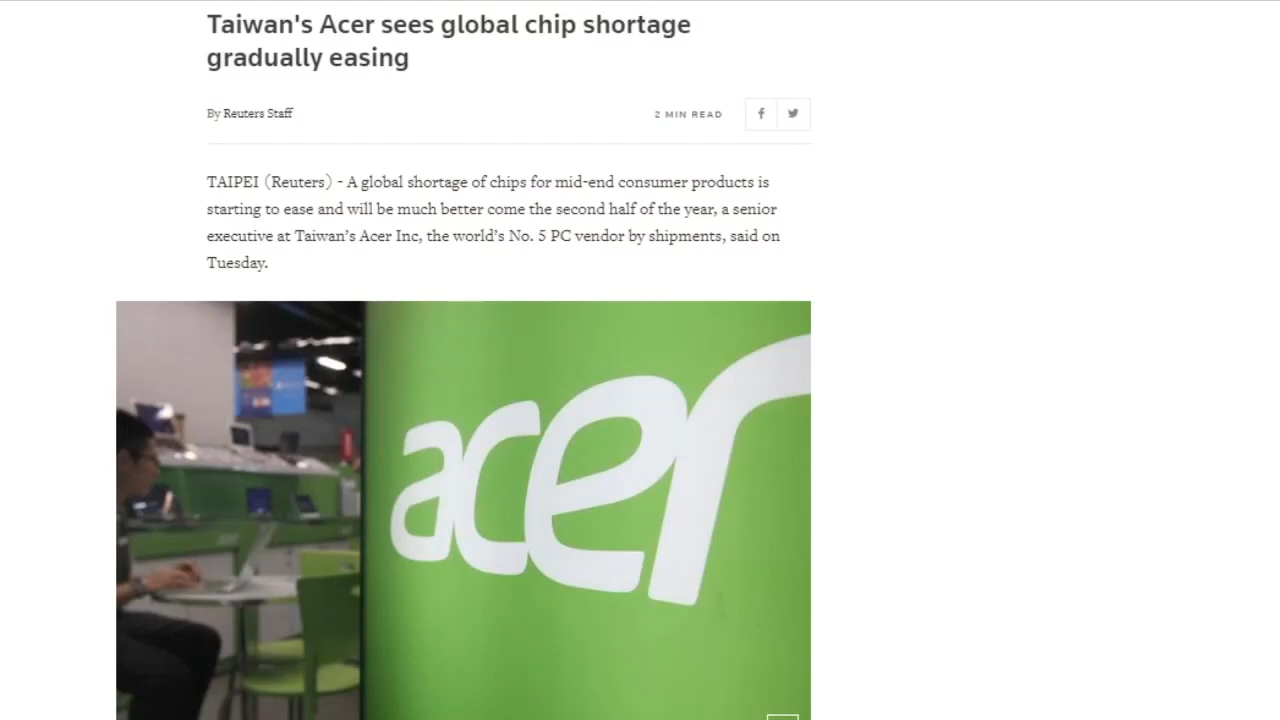 Taiwan's Acer sees global chip shortage
gradually easing
By Reuters Staff
2 MIN READ
TAIPEI (Reuters) - A global shortage of chips for mid-end consumer products is
starting to ease and will be much better come the second half of the year, a senior
executive at Taiwan’s Acer Inc, the world’s No. 5 PC vendor by shipments, said on
Tuesday.
acer